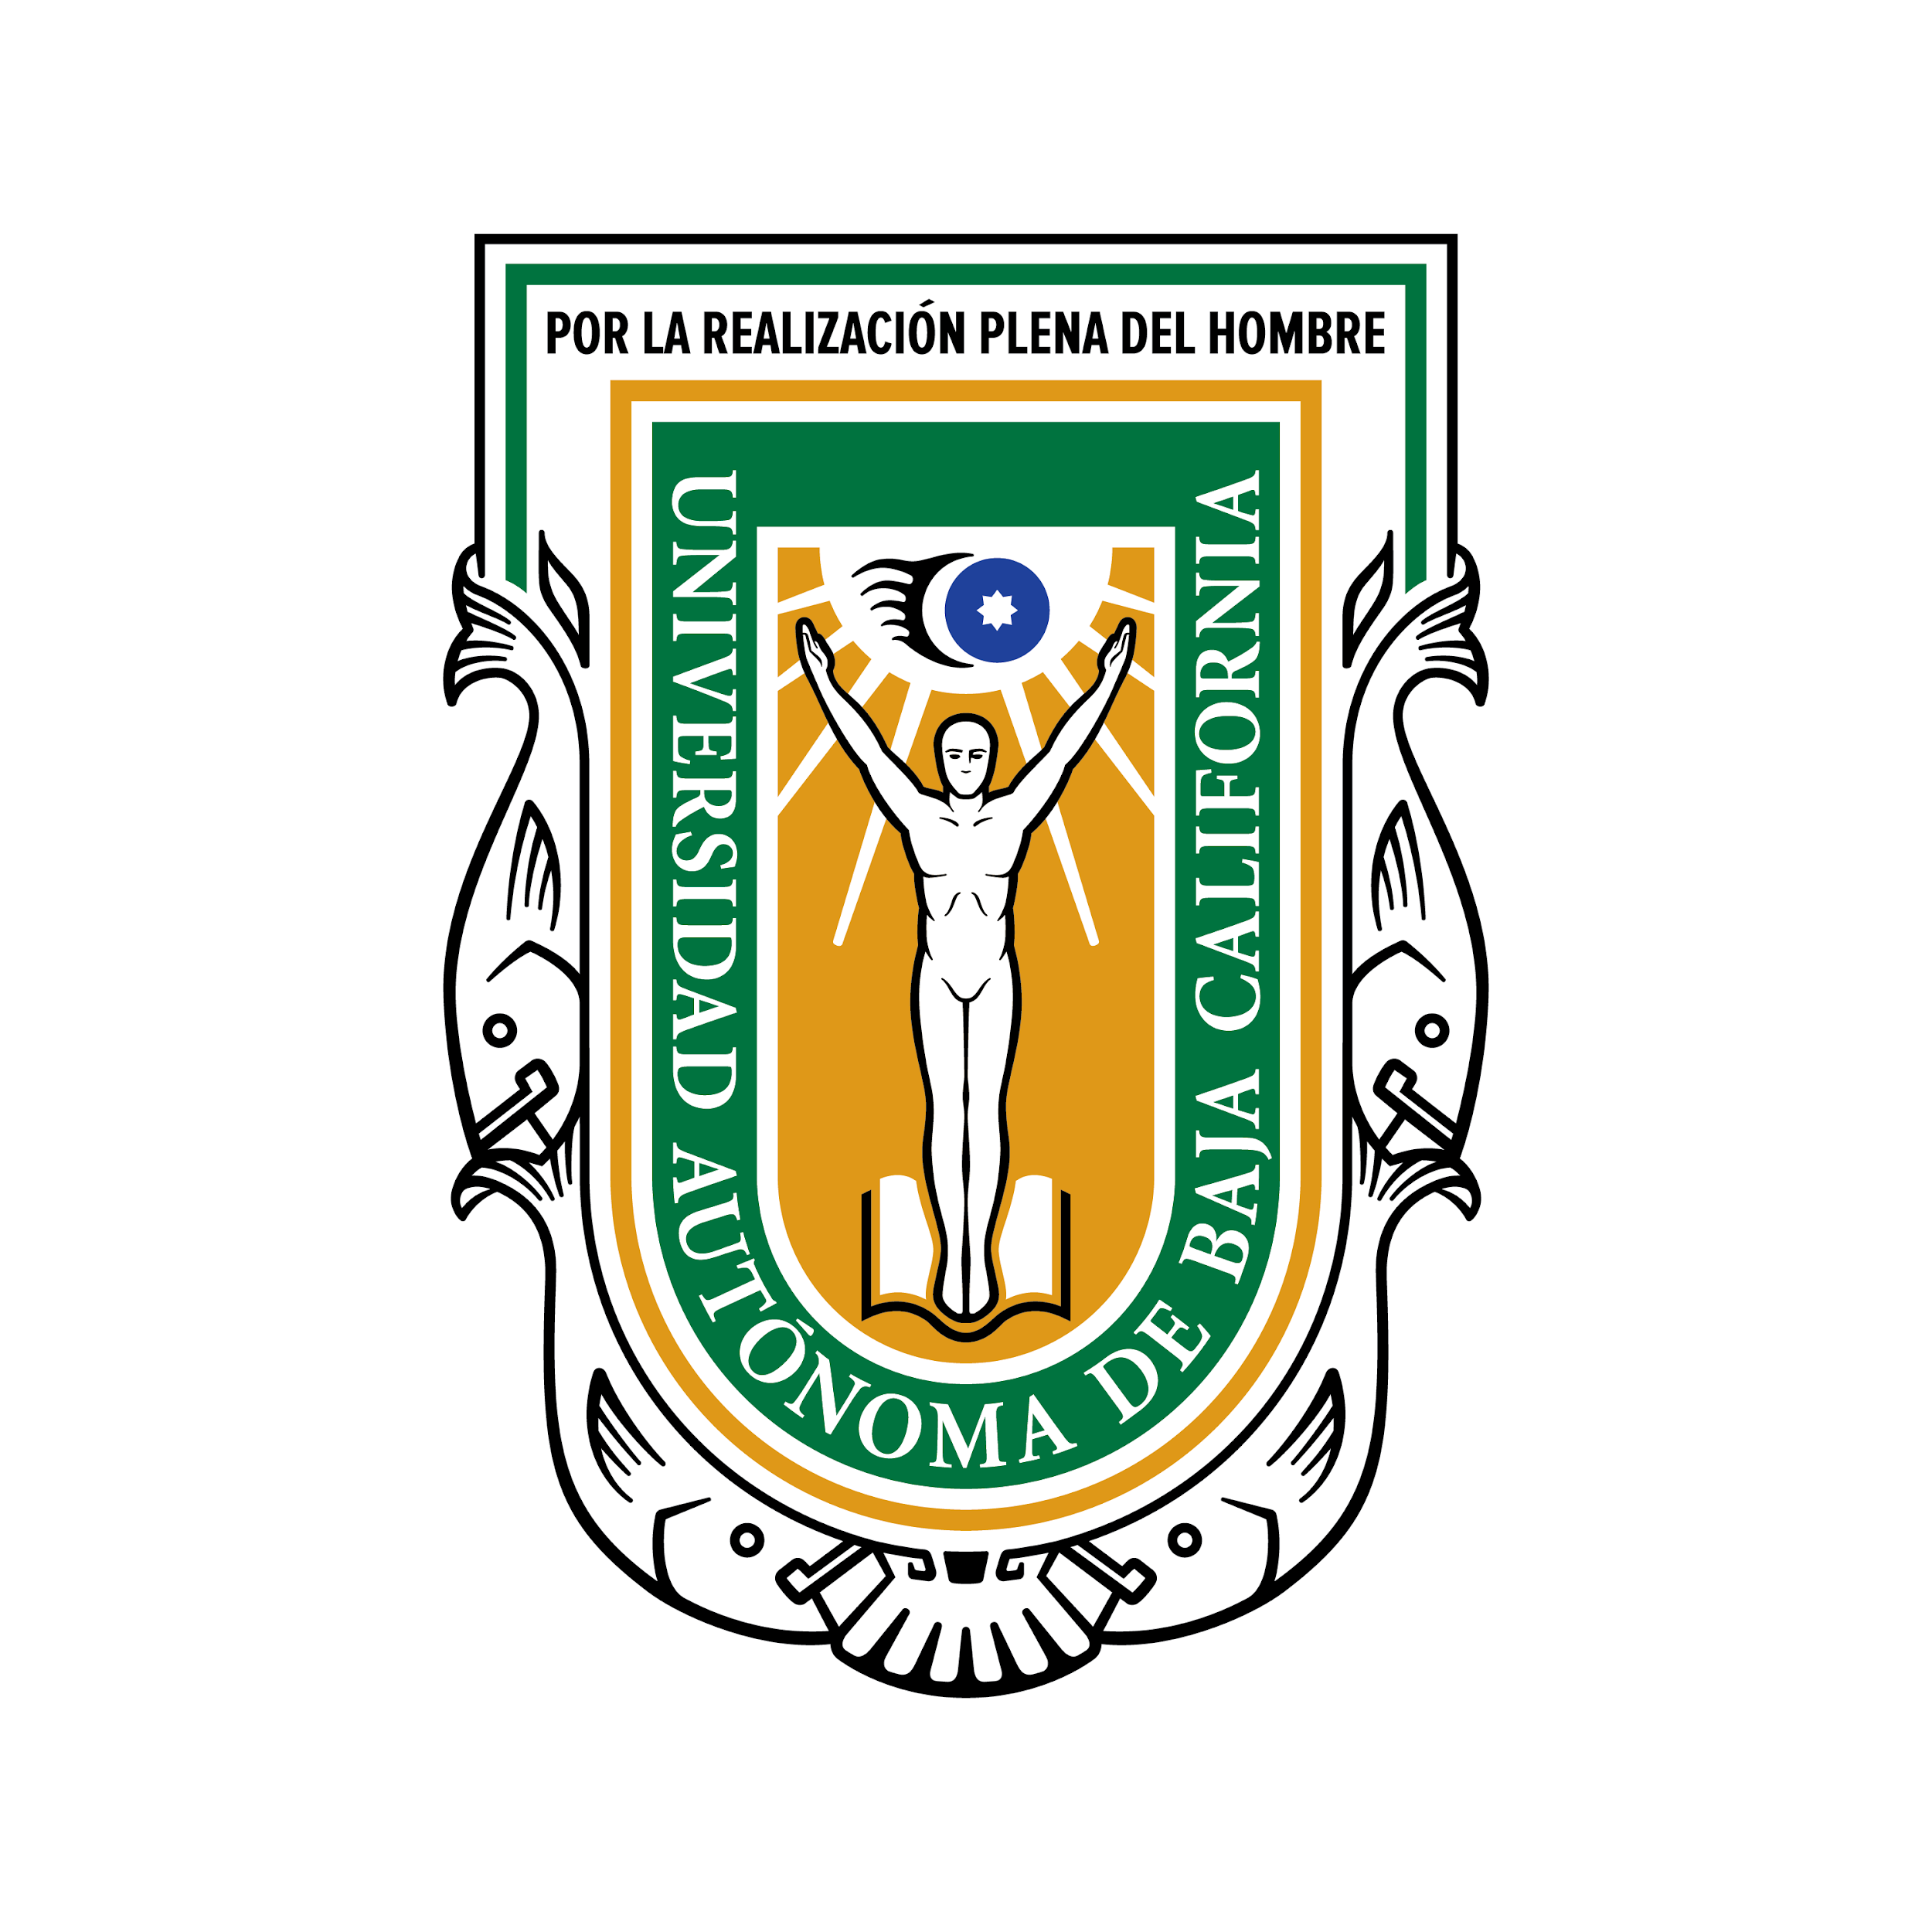 POR LA REALIZACIÓN PLENA DEL HOMBRE
UNIVERSIDAD AUTÓNOMA DE BAJA CALIFORNIA